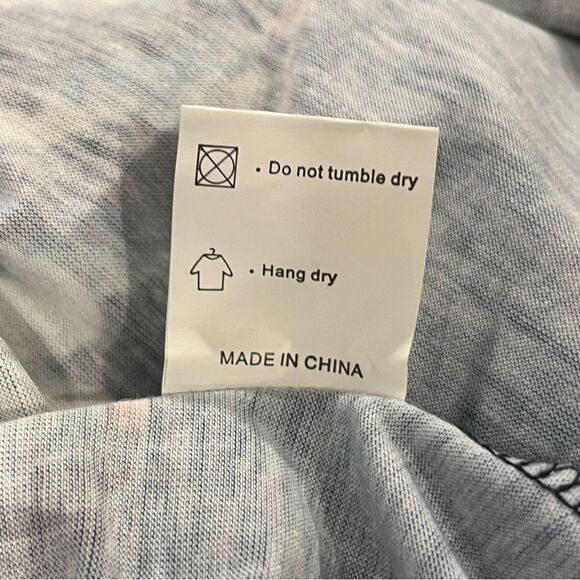 · Do not tumble dry
· Hang dry
MADE IN CHINA